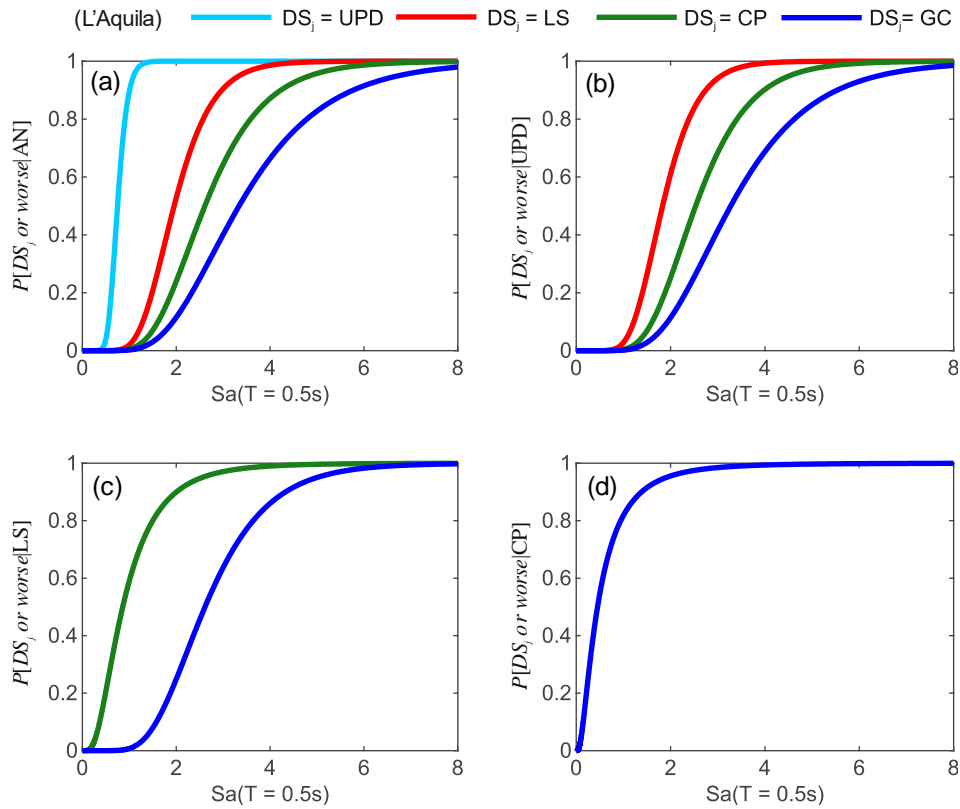 (L'Aquila) DSj = UPD DSj = LS DSj = CP DSj= GC
(a)
P[DSj or worse|AN]
1
0.8
0.6
0.4
0.2
0
0 2 4 6 8
Sa(T = 0.5s)
(b)
P[DSj or worse|UPD]
1
0.8
0.6
0.4
0.2
0
0 2 4 6 8
Sa(T = 0.5s)
(c)
P[DSj or worse|LS]
1
0.8
0.6
0.4
0.2
0
0 2 4 6 8
Sa(T = 0.5s)
(d)
P[DSj or worse|CP]
1
0.8
0.6
0.4
0.2
0
0 2 4 6 8
Sa(T = 0.5s)